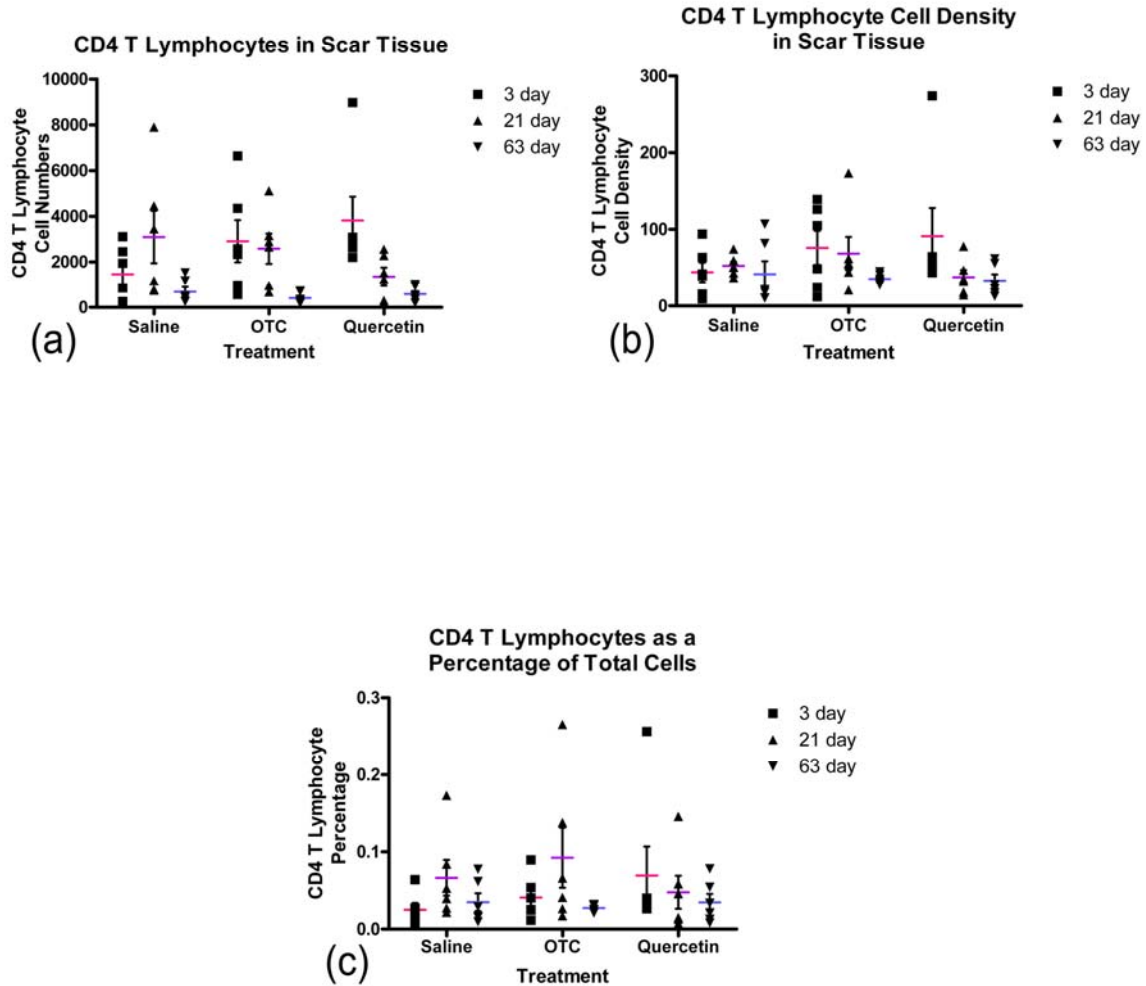 CD4 T Lymphocytes in Scar Tissue
10000
8000
6000
4000
2000
0
CD4 T Lymphocyte
Cell Numbers
3 day
21 day
63 day
Saline
OTC
Quercetin
Treatment
(a)
CD4 T Lymphocyte Cell Density
in Scar Tissue
300
200
100
0
CD4 T Lymphocyte
Cell Density
3 day
21 day
63 day
Saline
OTC
Quercetin
Treatment
(b)
CD4 T Lymphocytes as a
Percentage of Total Cells
0.3
0.2
0.1
0.0
CD4 T Lymphocyte
Percentage
3 day
21 day
63 day
Saline
OTC
Quercetin
Treatment
(c)